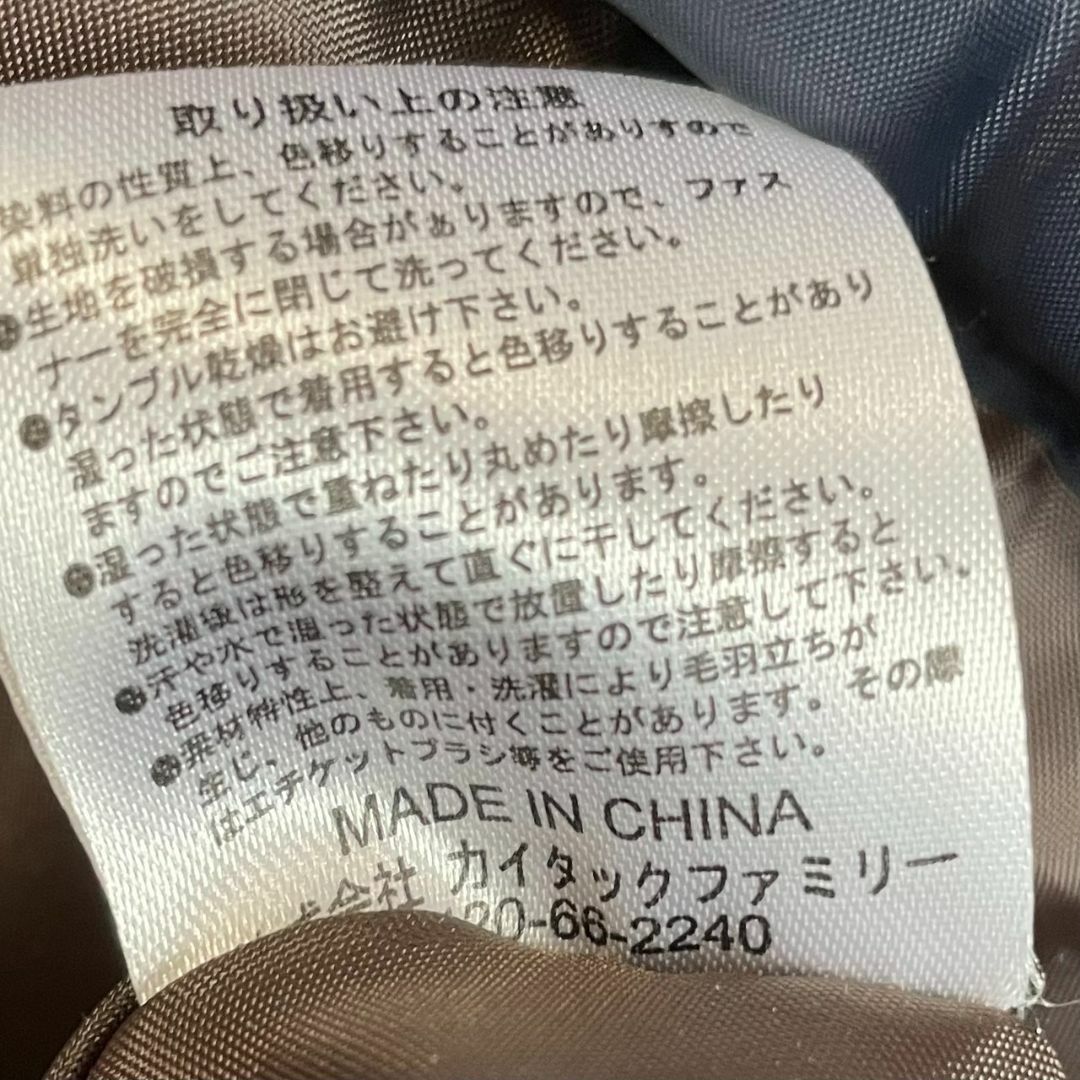 取り扱い上の注意
染料の性質上、色移りすることがありすので
単独洗いをしてください。
●生地を破損する場合がありますので、ファス
ナーを完全に閉じて洗ってください。
タンブル乾燥はお避け下さい。
●湿った状態で着用すると色移りすることがあり
ますのでご注意下さい。
●湿った状態で重ねたり丸めたり摩擦したり
すると色移りすることがあります。
洗濯後は形を整えて直ぐに干してください。
●汗や水で湿った状態で放置したり摩擦すると
色移りすることがありますので注意して下さい。
●素材特性上、着用・洗濯により毛羽立ちが
生じ、他のものに付くことがあります。その際
はエチケットブラシ等をご使用下さい。
MADE IN CHINA
会社 カイタックファミリー
20-66-2240